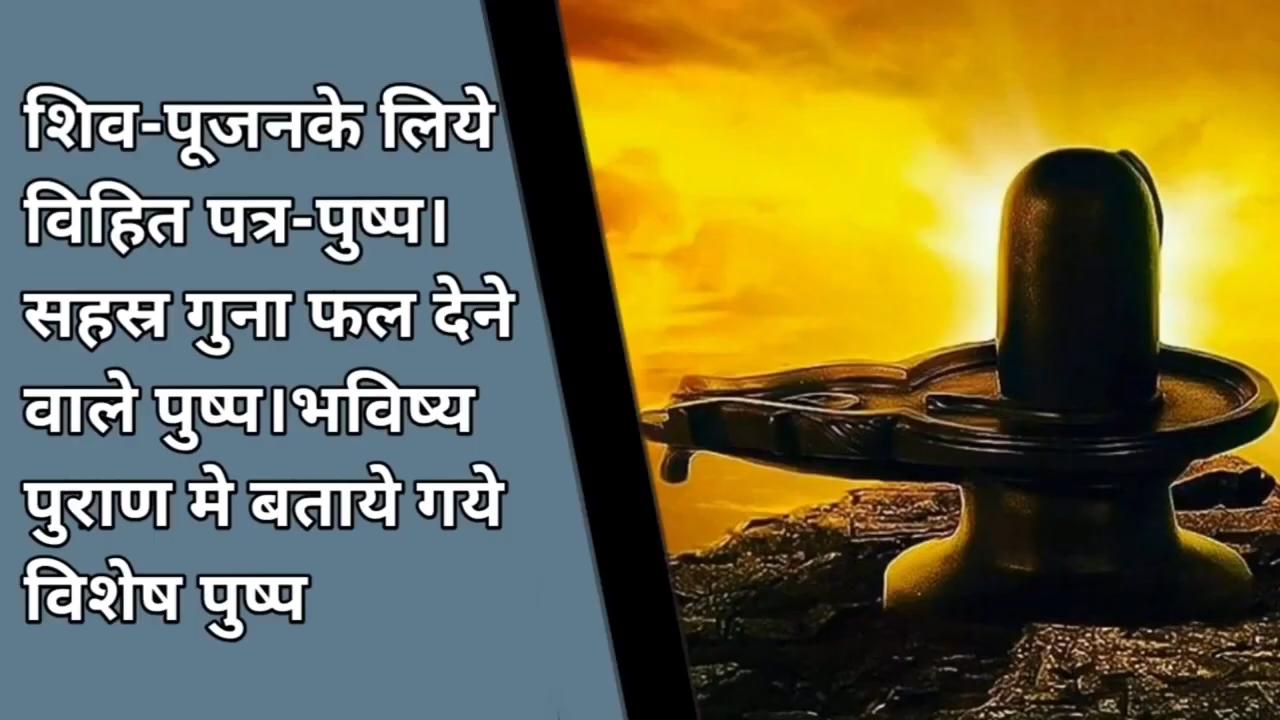 शिव-पूजनके लिये
विहित पत्र-पुष्प।
सहस्र गुना फल देने
वाले पुष्प।भविष्य
पुराण मे बताये गये
विशेष पुष्प